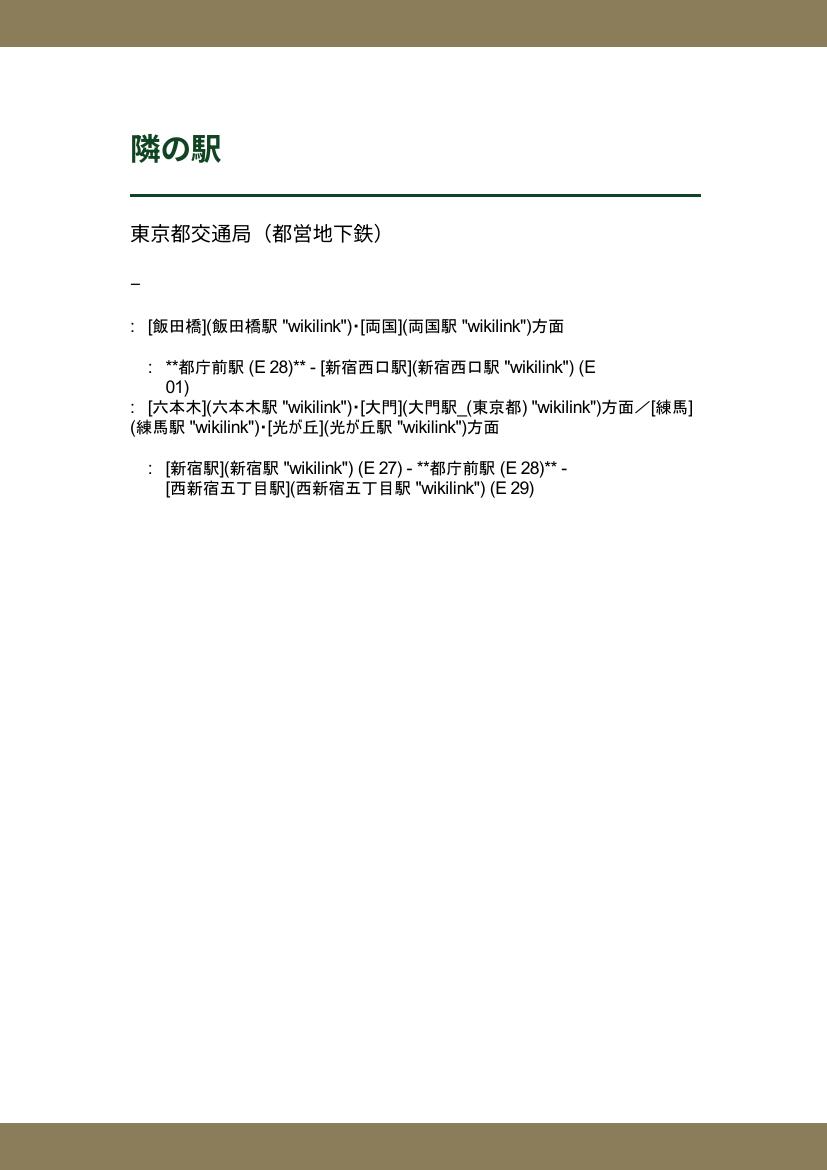 隣の駅
東京都交通局（都営地下鉄）
–
:   [飯田橋](飯田橋駅 "wikilink")・[両国](両国駅 "wikilink")方面
:   **都庁前駅 (E 28)** - [新宿西口駅](新宿西口駅 "wikilink") (E
01)
:   [六本木](六本木駅 "wikilink")・[大門](大門駅_(東京都) "wikilink")方面／[練馬]
(練馬駅 "wikilink")・[光が丘](光が丘駅 "wikilink")方面
:   [新宿駅](新宿駅 "wikilink") (E 27) - **都庁前駅 (E 28)** -
[西新宿五丁目駅](西新宿五丁目駅 "wikilink") (E 29)